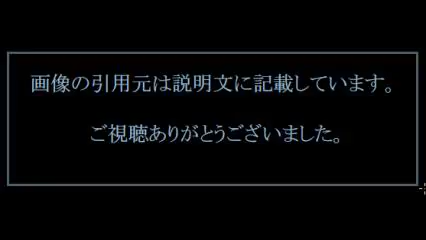 画像の引用元は説明文に記載しています。
ご視聴ありがとうございました。